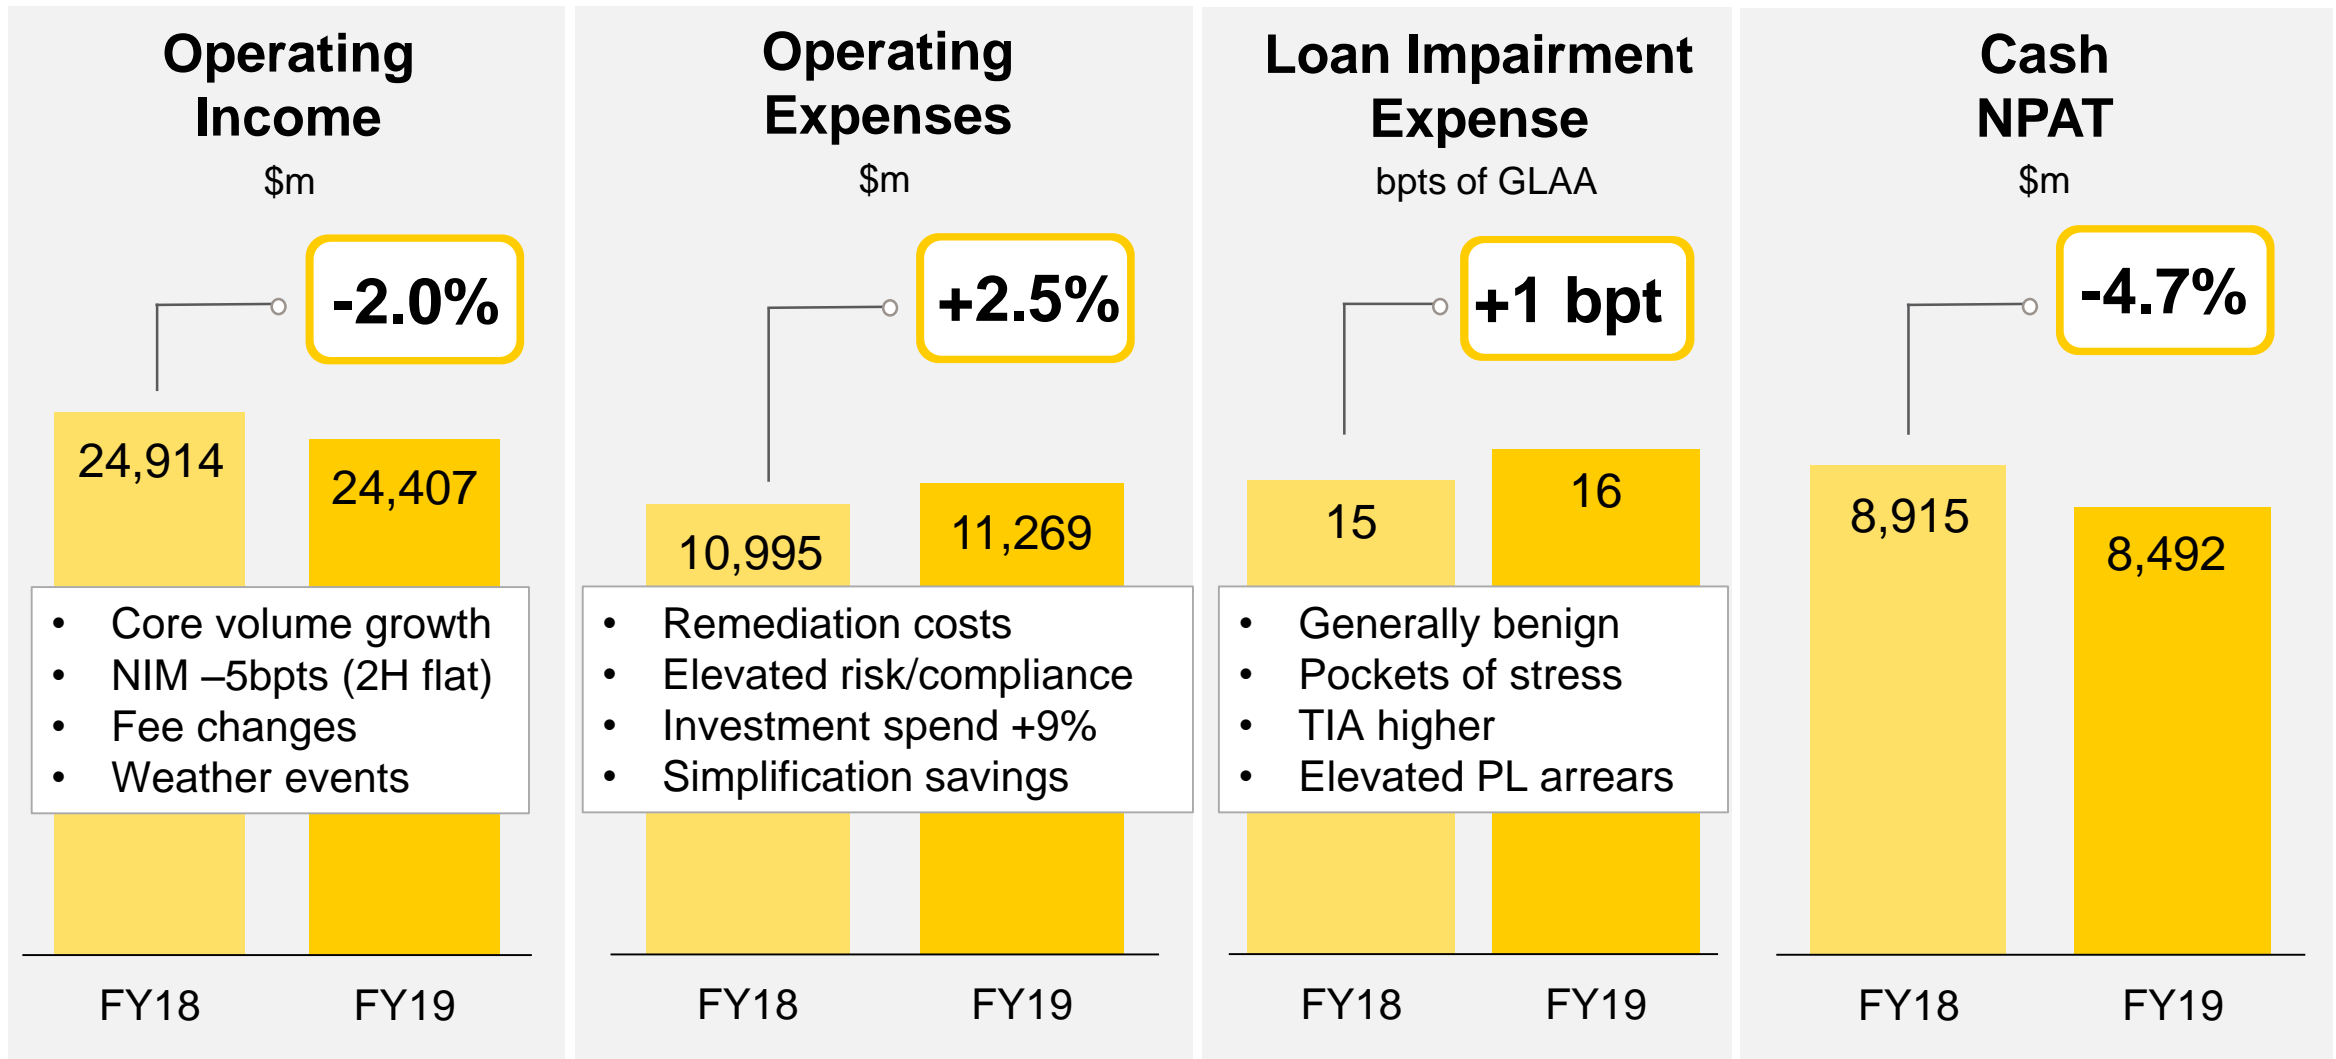 Operating
Income
$m
-2.0%
24,914
24,407
• Core volume growth
• NIM –5bpts (2H flat)
• Fee changes
• Weather events
FY18
FY19
Operating
Expenses
$m
+2.5%
10,995
11,269
• Remediation costs
• Elevated risk/compliance
• Investment spend +9%
• Simplification savings
FY18
FY19
Loan Impairment
Expense
bpts of GLAA
+1 bpt
15
16
• Generally benign
• Pockets of stress
• TIA higher
• Elevated PL arrears
FY18
FY19
Cash
NPAT
$m
-4.7%
8,915
8,492
FY18
FY19